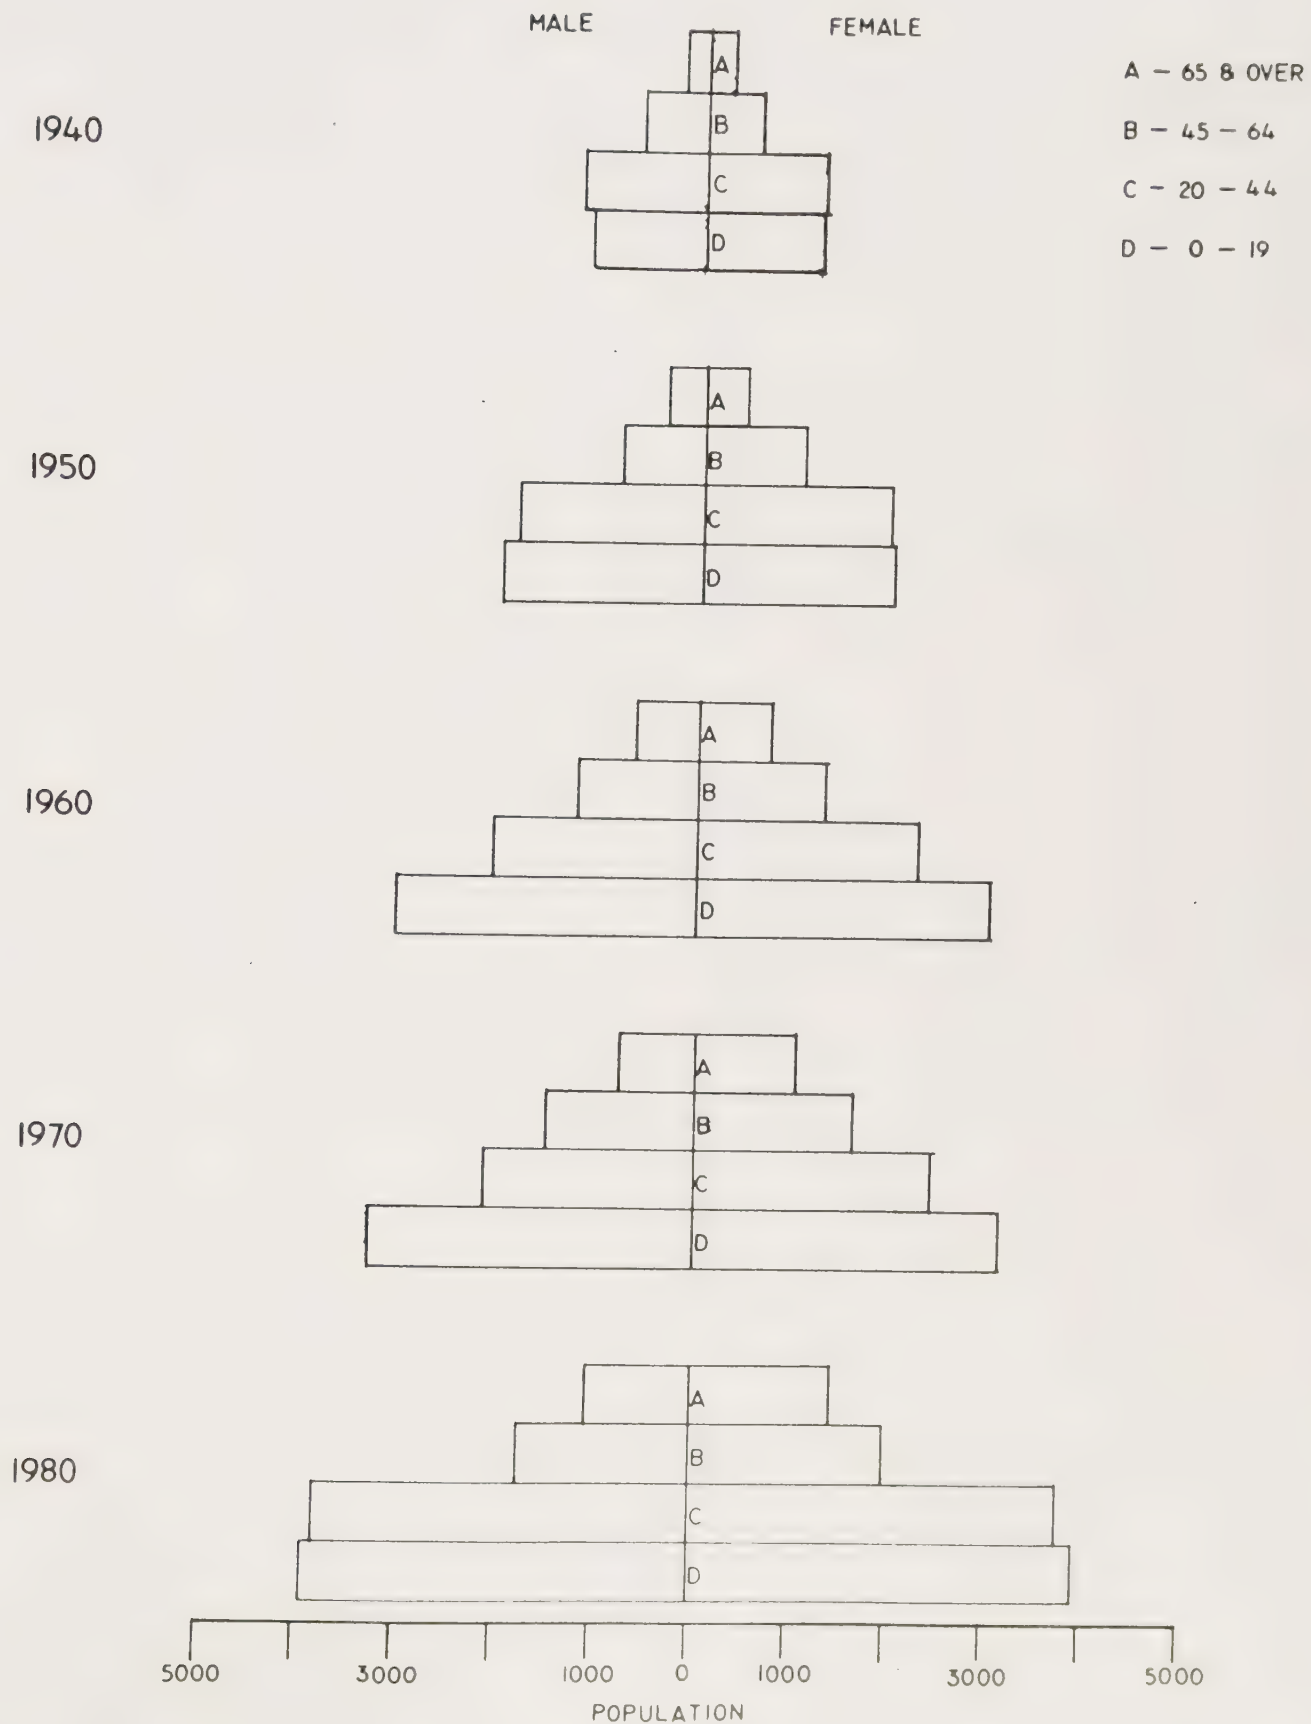 MALE FEMALE
A - 65 & OVER
B - 45 - 64
C - 20 - 44
D - 0 - 19
1940
A
B
C
D
1950
A
B
C
D
1960
A
B
C
D
1970
A
B
C
D
1980
A
B
C
D
5000 3000 1000 0 1000 3000 5000
POPULATION